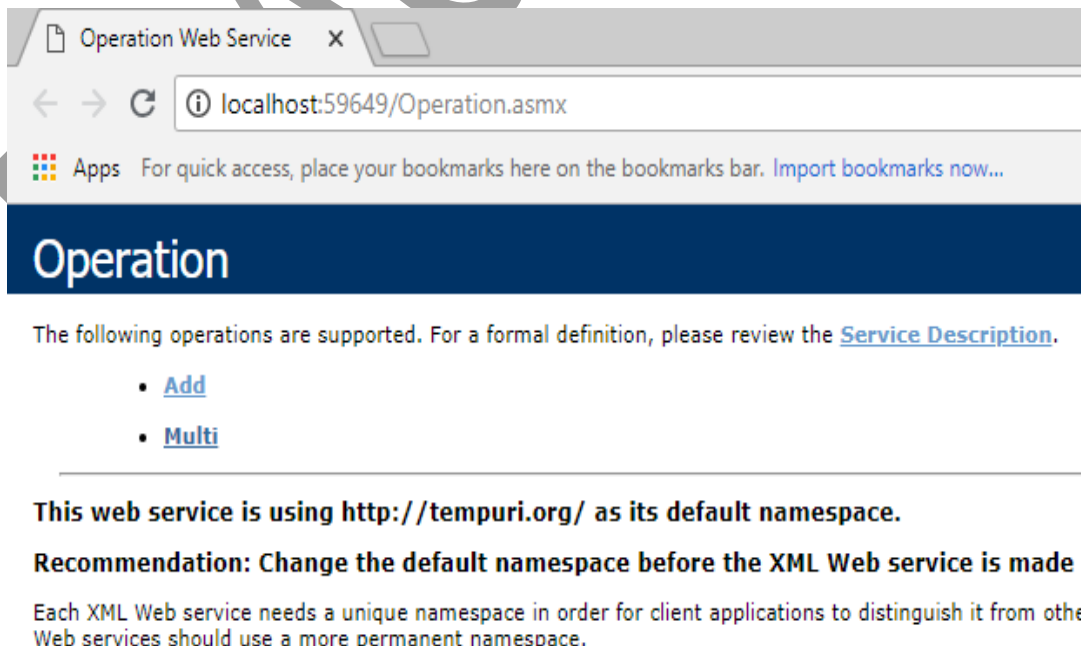 Operation Web Service
localhost:59649/Operation.asmx
Apps For quick access, place your bookmarks here on the bookmarks bar. Import bookmarks now...
Operation
The following operations are supported. For a formal definition, please review the Service Description.
Add
Multi
This web service is using http://tempuri.org/ as its default namespace.
Recommendation: Change the default namespace before the XML Web service is made
Each XML Web service needs a unique namespace in order for client applications to distinguish it from othe
Web services should use a more permanent namespace.